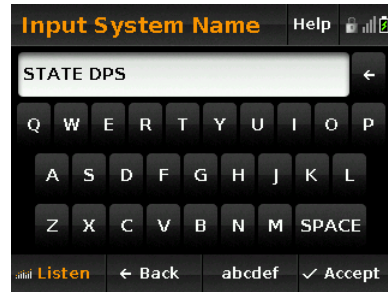 Input System Name Help
STATE DPS ←
Q W E R T Y U I O P
A S D F G H J K L
Z X C V B N M SPACE
Listen ← Back abcdef ✓ Accept